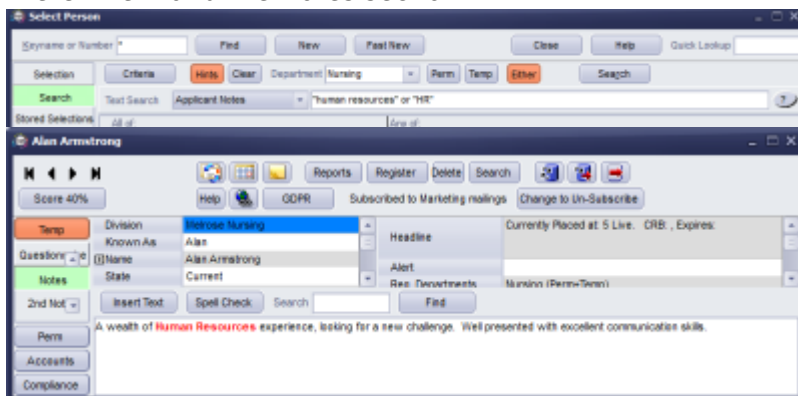 Select Person
Keyname or Number * Find New Fast New Close Help Quick Lookup
Selection Criteria Hints Clear Department Nursing Perm Temp Either Search
Search Text Search Applicant Notes "human resources" or "HR" ?
Stored Selections All of: Any of:
Alan Armstrong
Reports Register Delete Search
Score 40% Help GDPR Subscribed to Marketing mailings Change to Un-Subscribe
Temp Division Melrose Nursing Headline Currently Placed at: 5 Live. CRB: , Expires:
Known As Alan
Name Alan Armstrong
Notes State Current Alert
Reg. Departments Nursing (Perm+Temp)
2nd Not Insert Text Spell Check Search Find
A wealth of Human Resources experience, looking for a new challenge. Well presented with excellent communication skills.
Perm
Accounts
Compliance